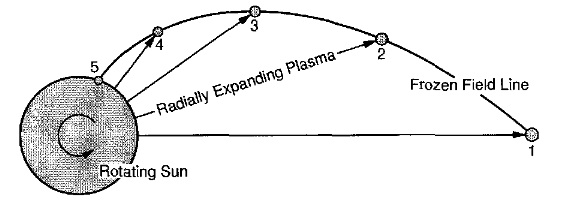 3
4
2
5
Radially Expanding Plasma
Frozen Field Line
1
Rotating Sun